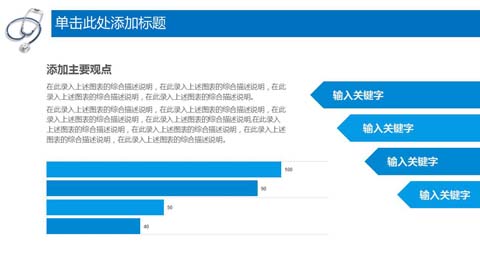 单击此处添加标题
添加主要观点
在此录入上述图表的综合描述说明，在此录入上述图表的综合描述说明，在此
录入上述图表的综合描述说明，在此录入上述图表的综合描述说明。
在此录入上述图表的综合描述说明，在此录入上述图表的综合描述说明，在此
录入上述图表的综合描述说明，在此录入上述图表的综合描述说明,在此录入
上述图表的综合描述说明，在此录入上述图表的综合描述说明，在此录入上述
图表的综合描述说明，在此录入上述图表的综合描述说明。
输入关键字
输入关键字
输入关键字
输入关键字
100
90
50
40